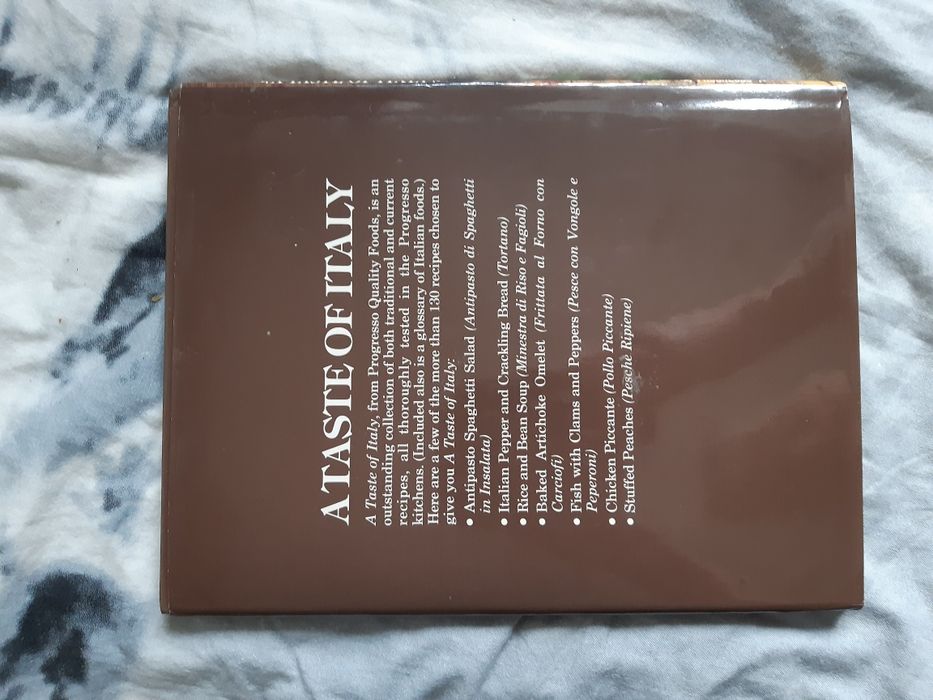 A TASTE OF ITALY
A Taste of Italy, from Progresso Quality Foods, is an
outstanding collection of both traditional and current
recipes, all thoroughly tested in the Progresso
kitchens. (Included also is a glossary of Italian foods.)
Here are a few of the more than 130 recipes chosen to
give you A Taste of Italy:
• Antipasto Spaghetti Salad (Antipasto di Spaghetti
in Insalata)
• Italian Pepper and Crackling Bread (Tortano)
• Rice and Bean Soup (Minestra di Riso e Fagioli)
• Baked Artichoke Omelet (Frittata al Forno con
Carciofi)
• Fish with Clams and Peppers (Pesce con Vongole e
Peperoni)
• Chicken Piccante (Pollo Piccante)
• Stuffed Peaches (Pesche Ripiene)